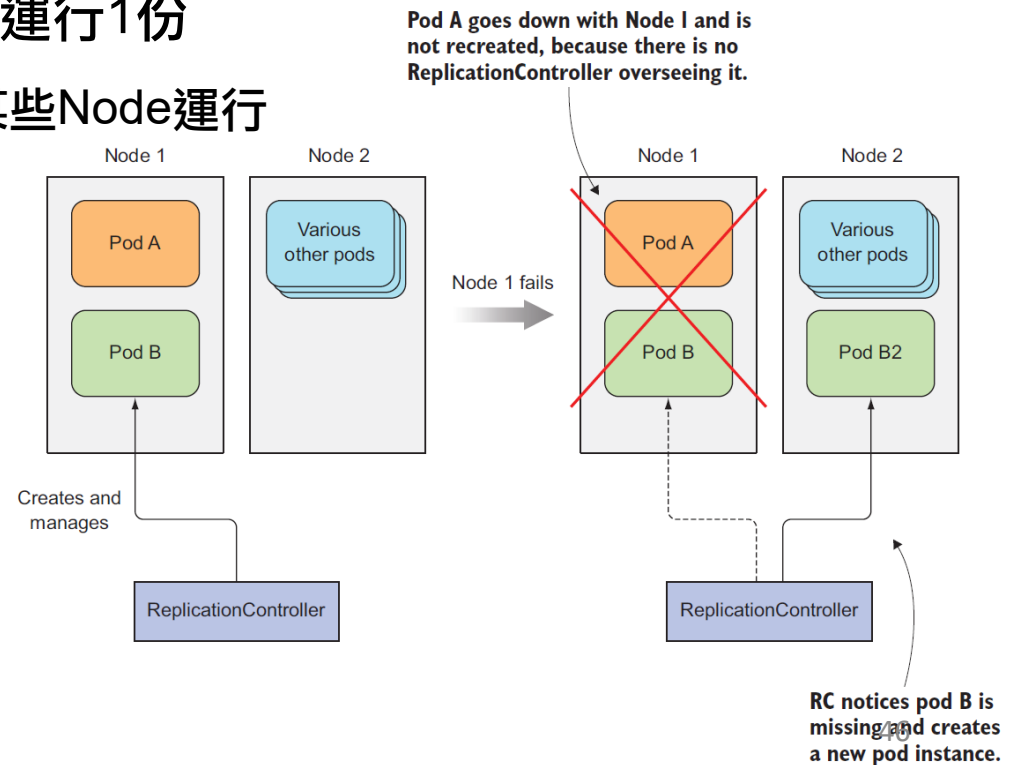 運行1份
某些Node運行
Pod A goes down with Node 1 and is
not recreated, because there is no
ReplicationController overseeing it.
Node 1
Node 2
Node 1
Node 2
Pod A
Various
other pods
Pod B
Node 1 fails
Pod A
Various
other pods
Pod B
Pod B2
Creates and
manages
ReplicationController
ReplicationController
RC notices pod B is
missing and creates
a new pod instance.
46